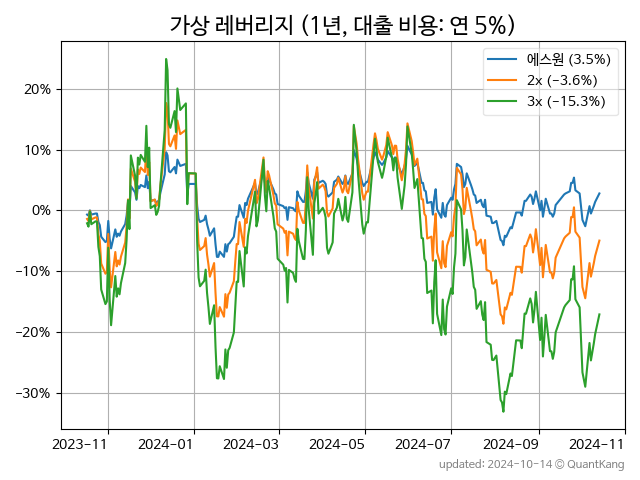 가상 레버리지 (1년, 대출 비용: 연 5%)
에스원 (3.5%)
2x (−3.6%)
3x (−15.3%)
20%
10%
0%
−10%
−20%
−30%
2023-11 2024-01 2024-03 2024-05 2024-07 2024-09 2024-11
updated: 2024-10-14 © QuantKang